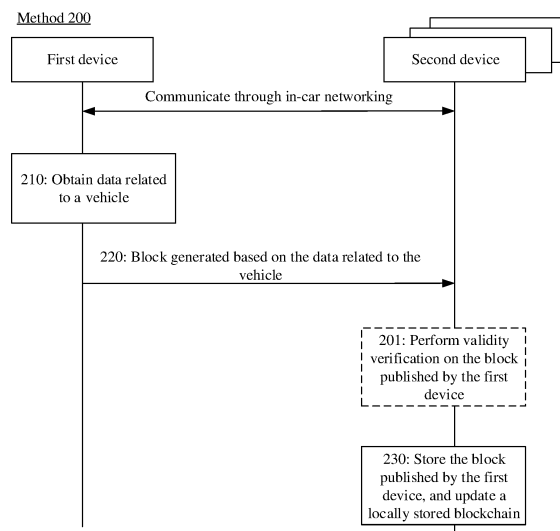 Method 200
First device
Second device
Communicate through in-car networking
210: Obtain data related
to a vehicle
220: Block generated based on the data related to the
vehicle
201: Perform validity
verification on the block
published by the first
device
230: Store the block
published by the first
device, and update a
locally stored blockchain